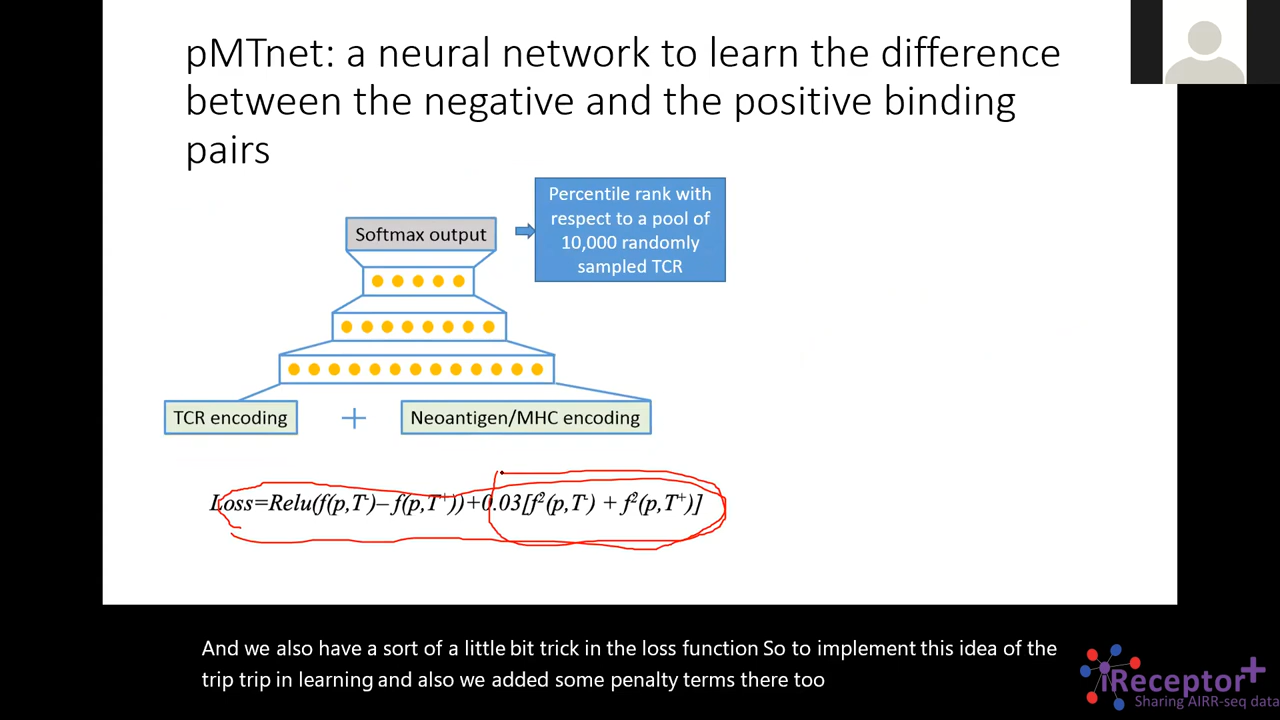 pMTnet: a neural network to learn the difference
between the negative and the positive binding
pairs
Percentile rank with
respect to a pool of
10,000 randomly
sampled TCR
Softmax output
TCR encoding
+
Neoantigen/MHC encoding
Loss=Relu(f(p,T⁻)– f(p,T⁺))+0.03[f²(p,T⁻) + f²(p,T⁺)]
And we also have a sort of a little bit trick in the loss function So to implement this idea of the
trip trip in learning and also we added some penalty terms there too
iReceptor+
Sharing AIRR-seq data